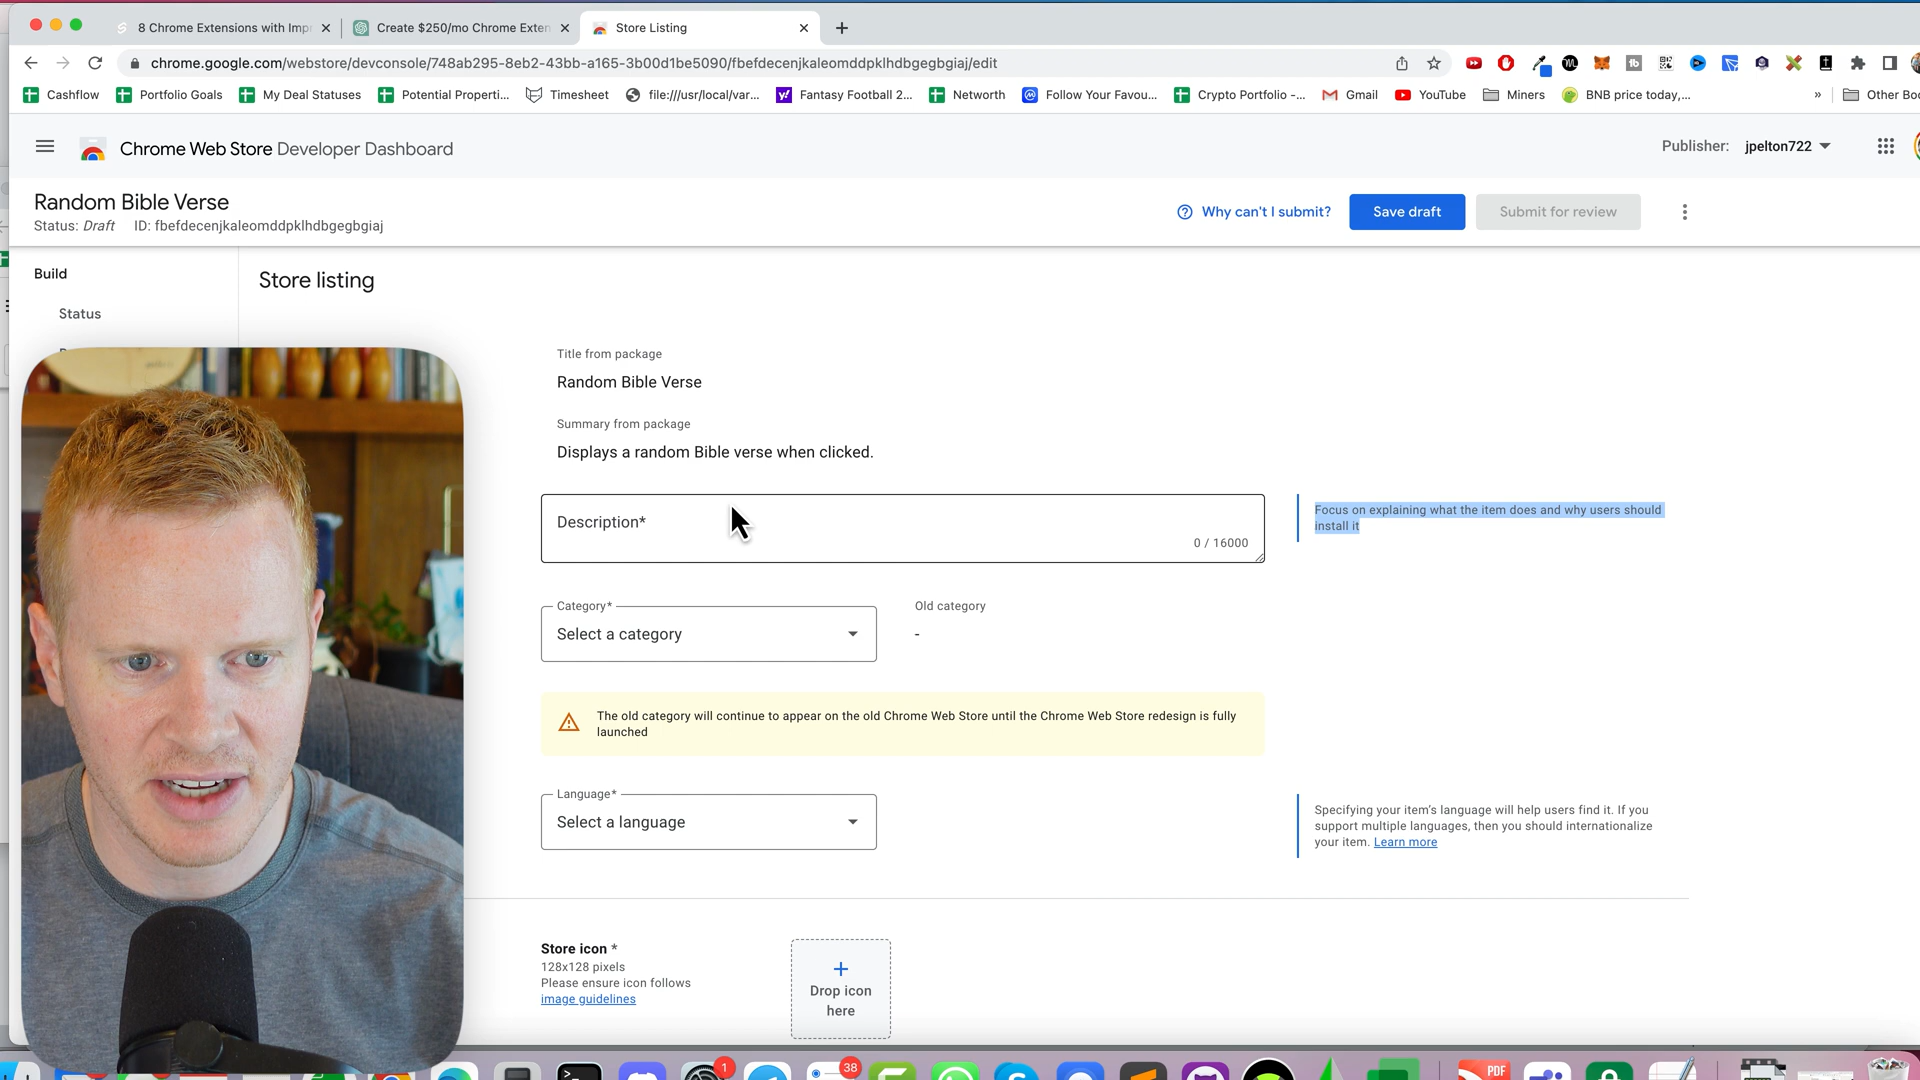 8 Chrome Extensions with Imp
Create $250/mo Chrome Exten
Store Listing
chrome.google.com/webstore/devconsole/748ab295-8eb2-43bb-a165-3b00d1be5090/fbefdecenjkaleomddpklhdbgegbgiaj/edit
Cashflow
Portfolio Goals
My Deal Statuses
Potential Properti...
Timesheet
file:///usr/local/var...
Fantasy Football 2...
Networth
Follow Your Favou...
Crypto Portfolio -...
Gmail
YouTube
Miners
BNB price today,...
»
Other Boo
Chrome Web Store Developer Dashboard
Publisher: jpelton722
Random Bible Verse
Status: Draft ID: fbefdecenjkaleomddpklhdbgegbgiaj
Why can't I submit?
Save draft
Submit for review
Build
Status
Store listing
Title from package
Random Bible Verse
Summary from package
Displays a random Bible verse when clicked.
Description*
0 / 16000
Focus on explaining what the item does and why users should
install it
Category*
Select a category
Old category
-
The old category will continue to appear on the old Chrome Web Store until the Chrome Web Store redesign is fully
launched
Language*
Select a language
Specifying your item's language will help users find it. If you
support multiple languages, then you should internationalize
your item. Learn more
Store icon *
128x128 pixels
Please ensure icon follows
image guidelines
+
Drop icon
here
1
38
PDF